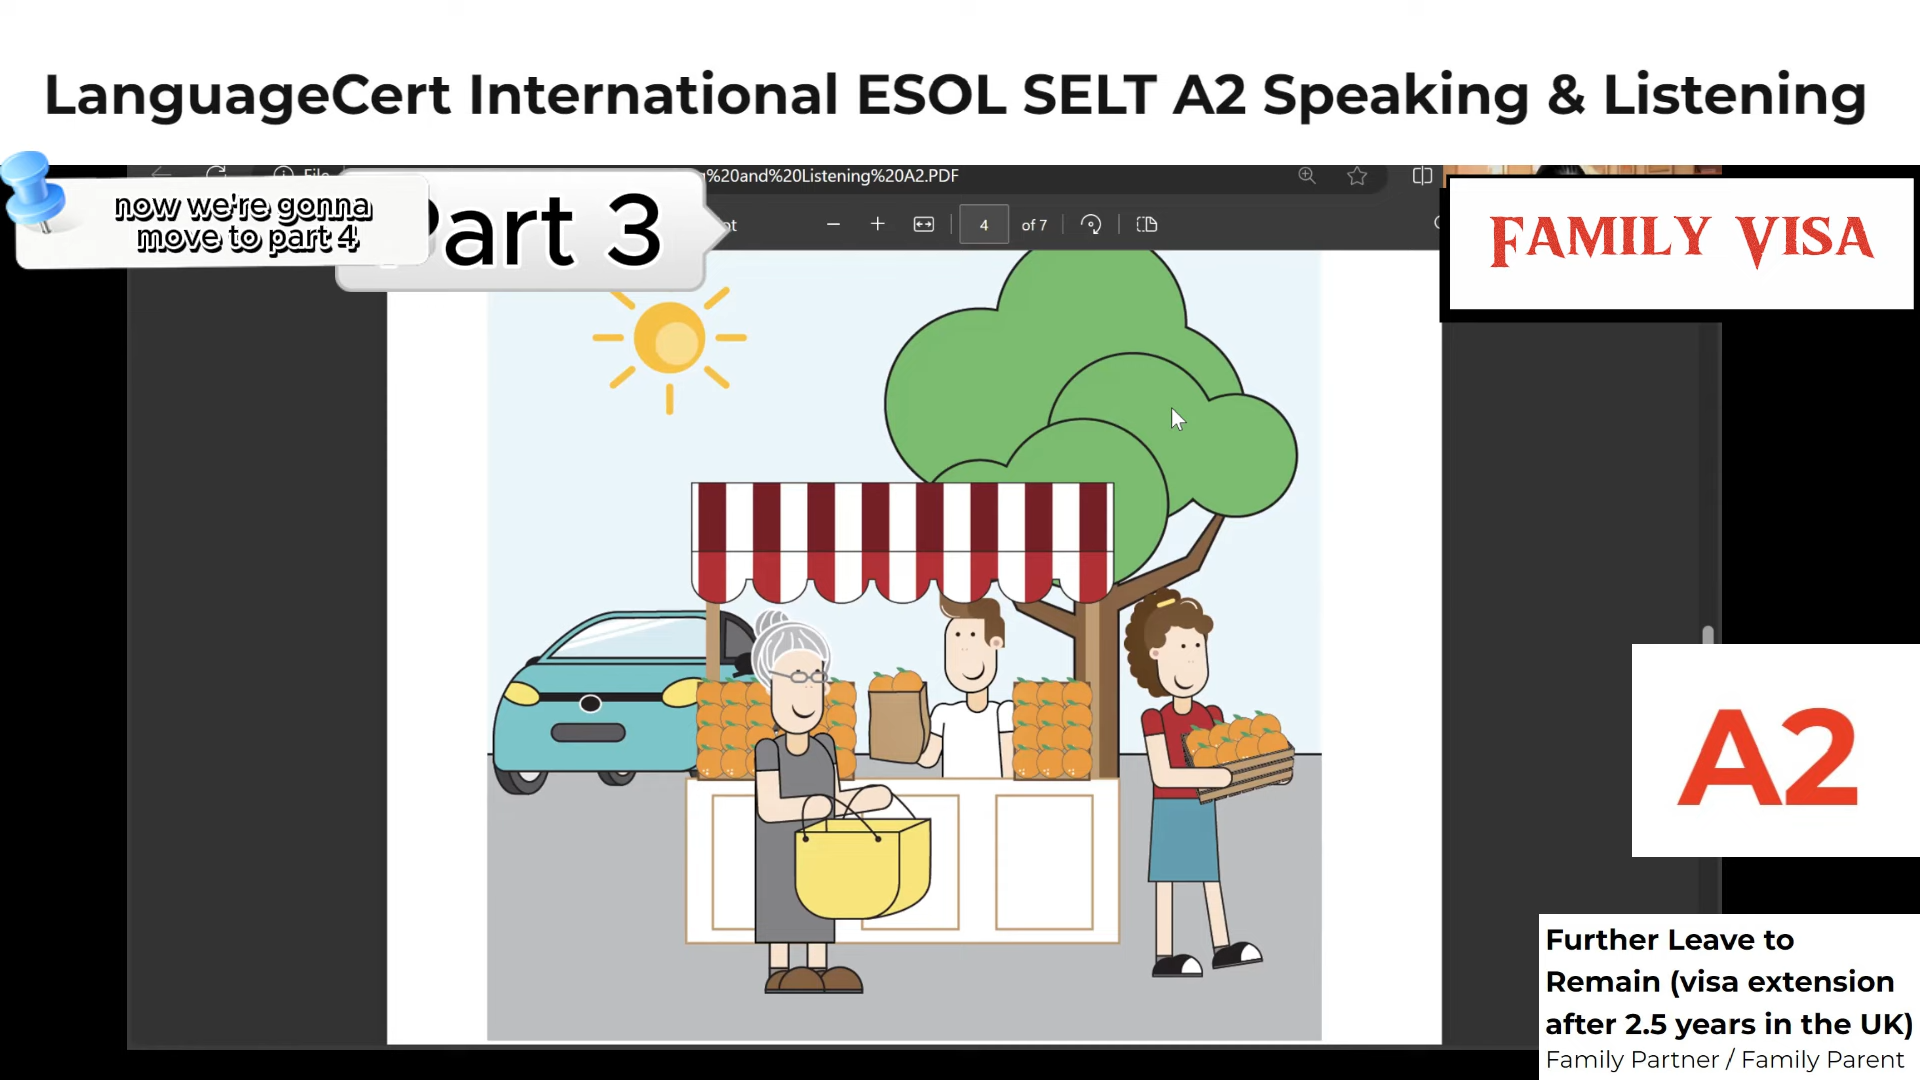 LanguageCert International ESOL SELT A2 Speaking & Listening
File
g%20and%20Listening%20A2.PDF
now we're gonna
move to part 4
Part 3
4 of 7
FAMILY VISA
A2
Further Leave to
Remain (visa extension
after 2.5 years in the UK)
Family Partner / Family Parent